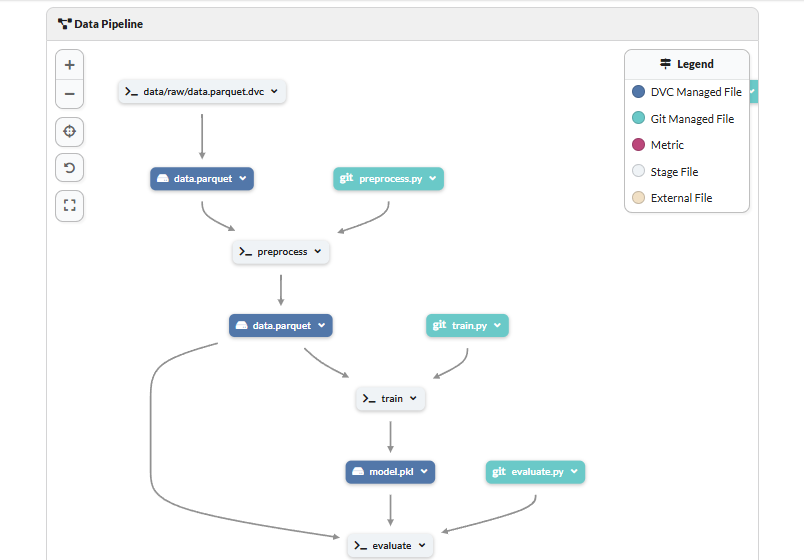 Data Pipeline
Legend
DVC Managed File
Git Managed File
Metric
Stage File
External File
data/raw/data.parquet.dvc
data.parquet
git preprocess.py
preprocess
data.parquet
git train.py
train
model.pkl
git evaluate.py
evaluate